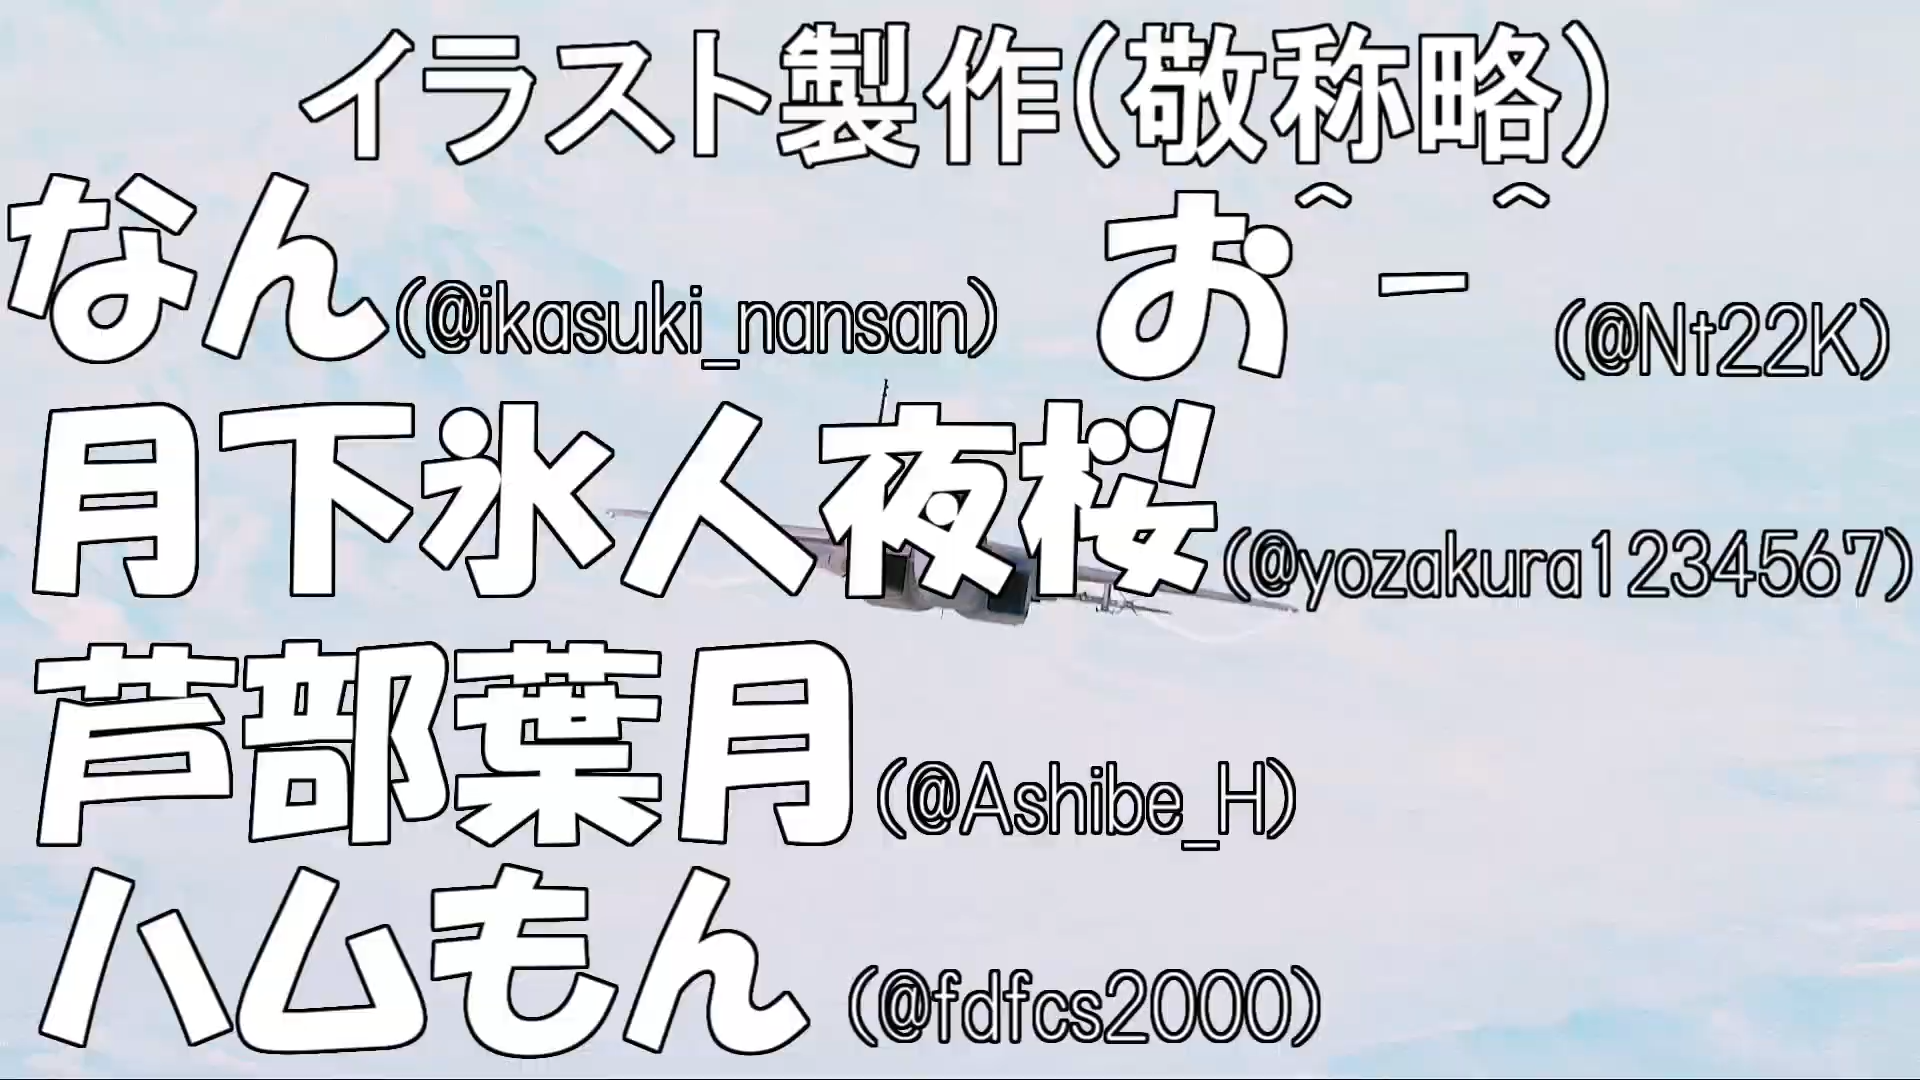 イラスト製作(敬称略)
なん(@ikasuki_nansan) お^ー^(@Nt22K)
月下氷人夜桜(@yozakura1234567)
芦部葉月(@Ashibe_H)
ハムもん(@fdfcs2000)